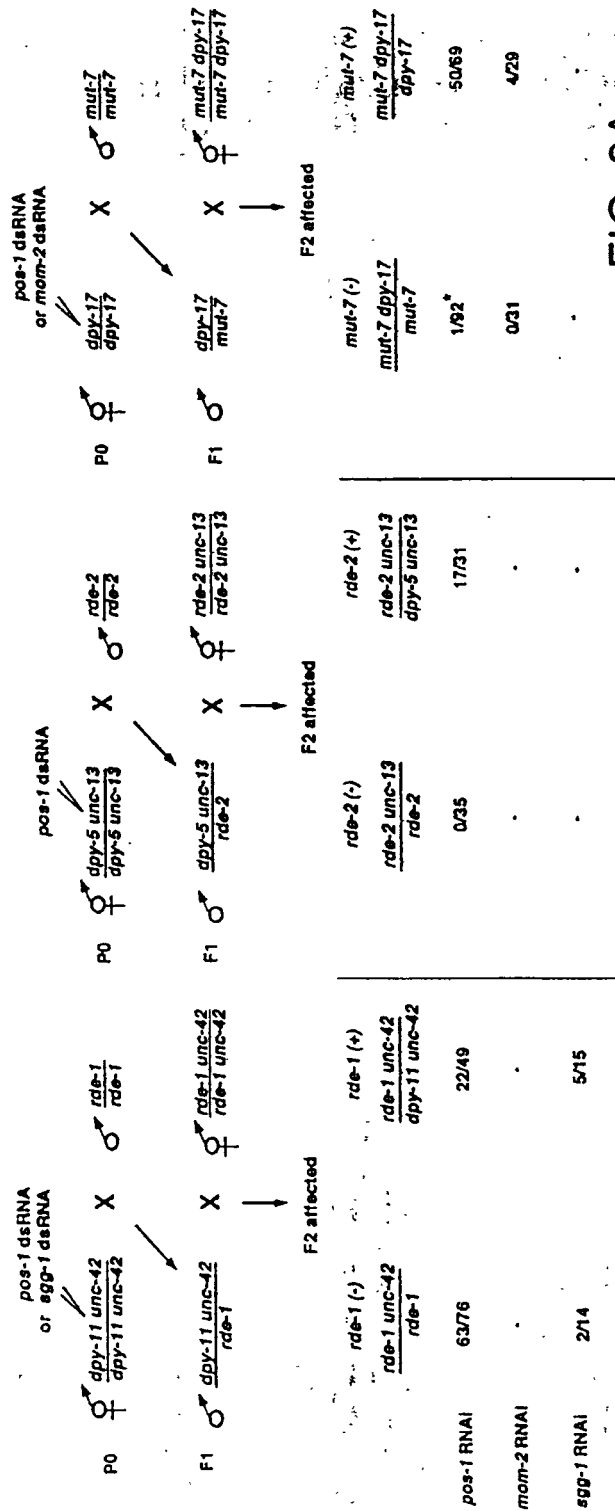 pos-1 dsRNA
or sgg-1 dsRNA
P0 dpy-11 unc-42 X rde-1
dpy-11 unc-42 rde-1
F1 dpy-11 unc-42 X rde-1 unc-42
rde-1 rde-1 unc-42
F2 affected
rde-1 (-) rde-1 (+)
rde-1 unc-42 rde-1 unc-42
rde-1 dpy-11 unc-42
pos-1 RNAi 63/76 22/49
mom-2 RNAi
sgg-1 RNAi 2/14 5/15
pos-1 dsRNA
P0 dpy-5 unc-13 X rde-2
dpy-5 unc-13 rde-2
F1 dpy-5 unc-13 X rde-2 unc-13
rde-2 rde-2 unc-13
F2 affected
rde-2 (-) rde-2 (+)
rde-2 unc-13 rde-2 unc-13
rde-2 dpy-5 unc-13
0/35 17/31
pos-1 dsRNA
or mom-2 dsRNA
P0 dpy-17 X mut-7
dpy-17 mut-7
F1 dpy-17 X mut-7 dpy-17
mut-7 mut-7 dpy-17
F2 affected
mut-7 (-) mut-7 (+)
mut-7 dpy-17 mut-7 dpy-17
mut-7 dpy-17
1/92* 50/69
0/31 4/29